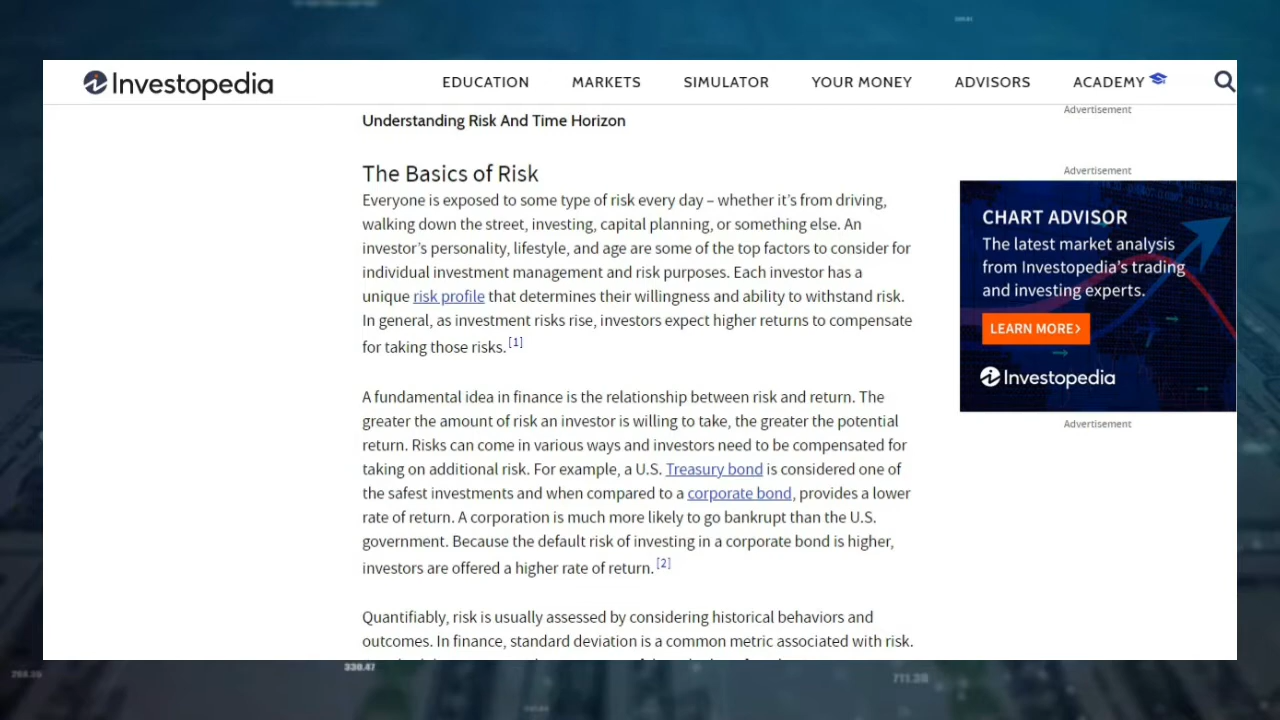 Investopedia
EDUCATION MARKETS SIMULATOR YOUR MONEY ADVISORS ACADEMY
Advertisement
Understanding Risk And Time Horizon
The Basics of Risk
Everyone is exposed to some type of risk every day – whether it's from driving,
walking down the street, investing, capital planning, or something else. An
investor's personality, lifestyle, and age are some of the top factors to consider for
individual investment management and risk purposes. Each investor has a
unique risk profile that determines their willingness and ability to withstand risk.
In general, as investment risks rise, investors expect higher returns to compensate
for taking those risks. [1]
A fundamental idea in finance is the relationship between risk and return. The
greater the amount of risk an investor is willing to take, the greater the potential
return. Risks can come in various ways and investors need to be compensated for
taking on additional risk. For example, a U.S. Treasury bond is considered one of
the safest investments and when compared to a corporate bond, provides a lower
rate of return. A corporation is much more likely to go bankrupt than the U.S.
government. Because the default risk of investing in a corporate bond is higher,
investors are offered a higher rate of return. [2]
Quantifiably, risk is usually assessed by considering historical behaviors and
outcomes. In finance, standard deviation is a common metric associated with risk.
Advertisement
CHART ADVISOR
The latest market analysis
from Investopedia's trading
and investing experts.
LEARN MORE>
Investopedia
Advertisement
330.47